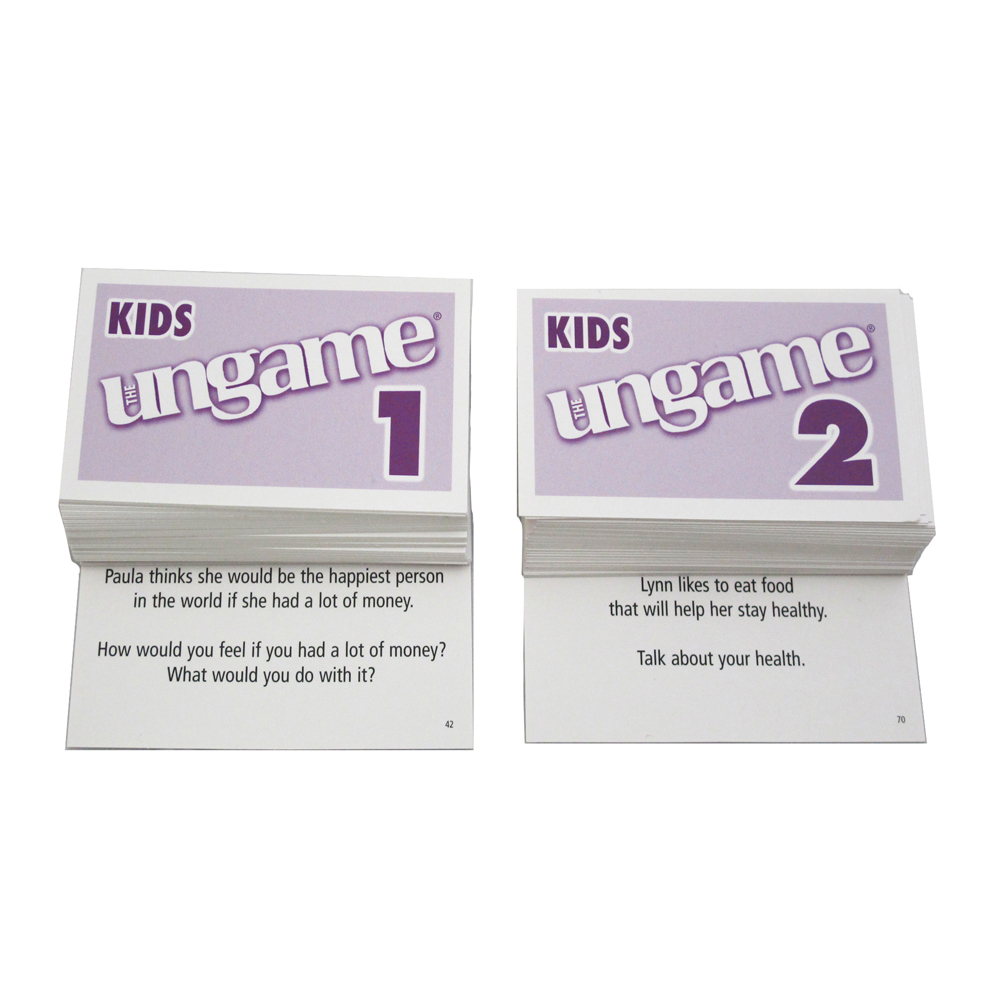 KIDS
THE ungame®
1
Paula thinks she would be the happiest person
in the world if she had a lot of money.
How would you feel if you had a lot of money?
What would you do with it?
42
KIDS
THE ungame®
2
Lynn likes to eat food
that will help her stay healthy.
Talk about your health.
70